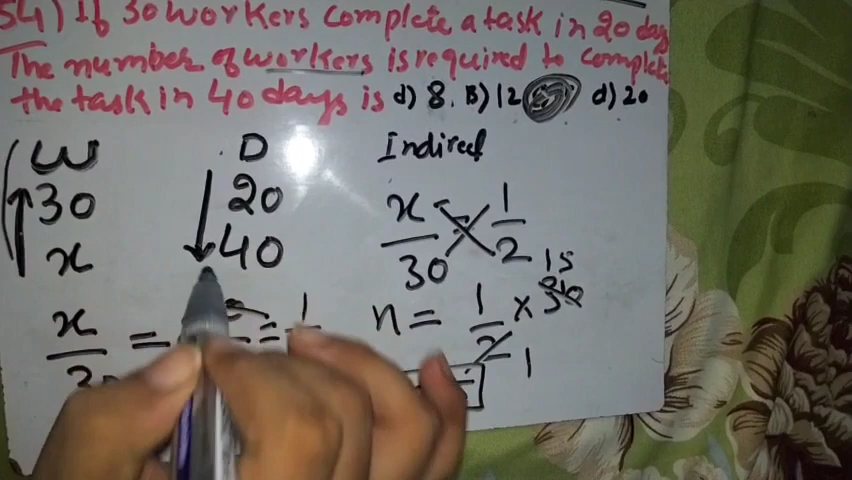 54) If 30 workers complete a task in 20 days
The number of workers is required to complete
the task in 40 days is d) 8. B) 12 d) 20
W D Indirect
30 20
x 40
x/30 = 1/2
x/30 = = 1
n = 1/2 × 30 15
1